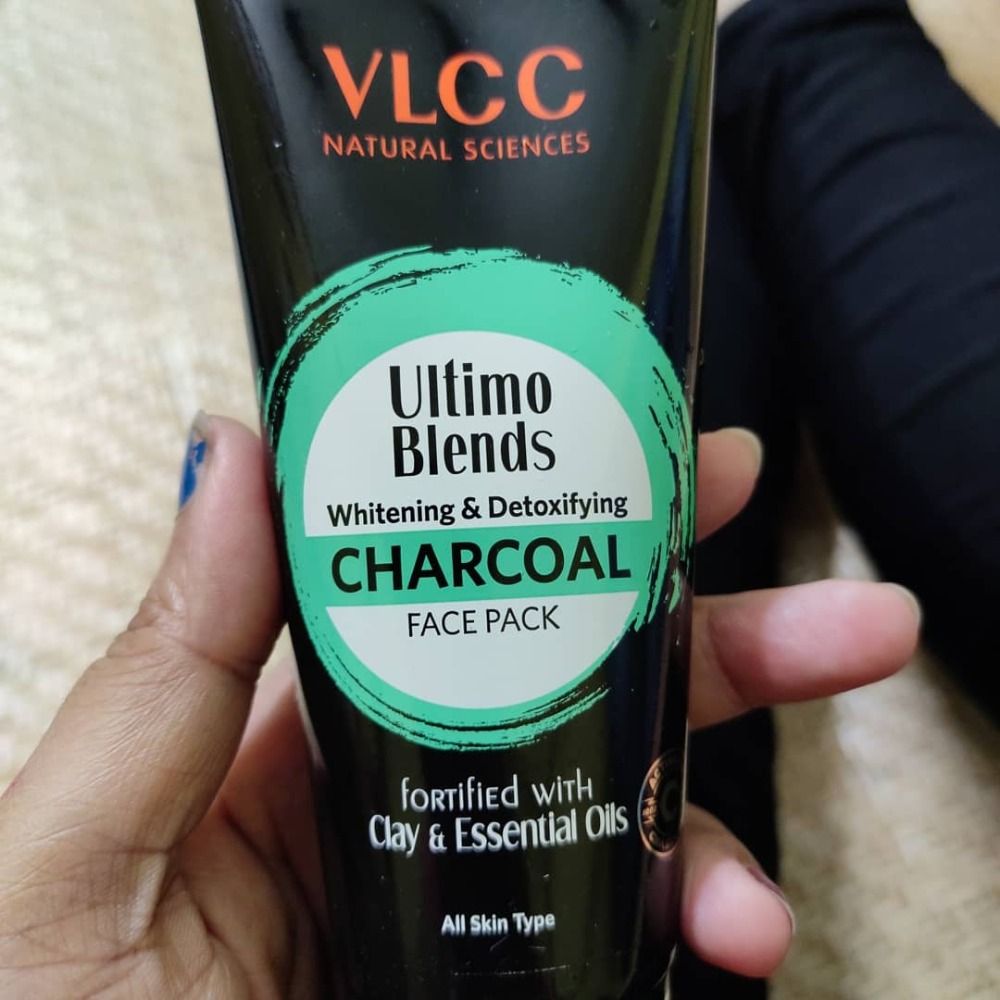 VLCC
NATURAL SCIENCES
Ultimo
Blends
Whitening & Detoxifying
CHARCOAL
FACE PACK
fortified with
Clay & Essential Oils
All Skin Type